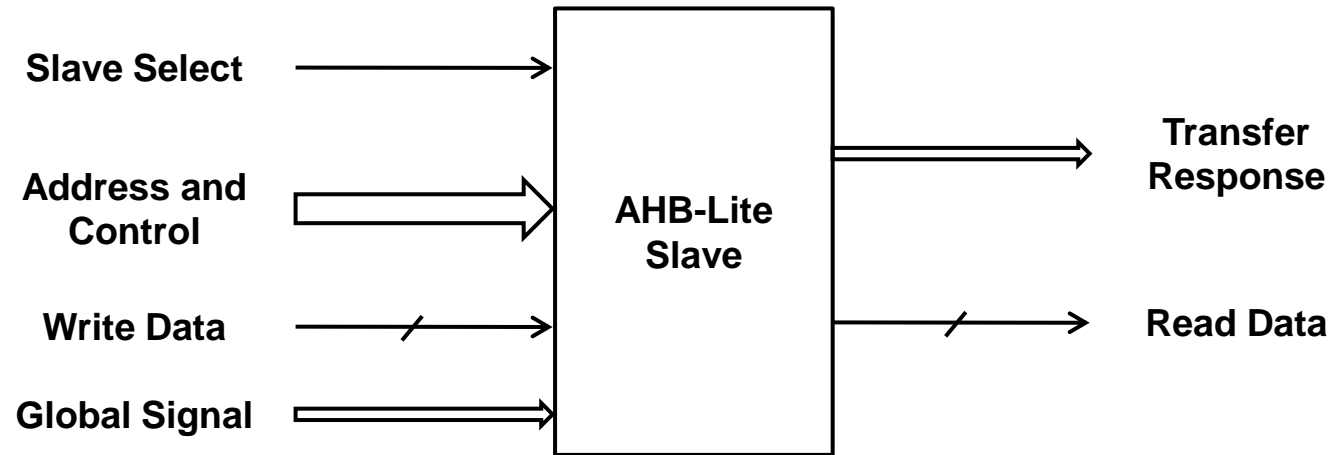 Slave Select
Address and
Control
Write Data
Global Signal
AHB-Lite
Slave
Transfer
Response
Read Data